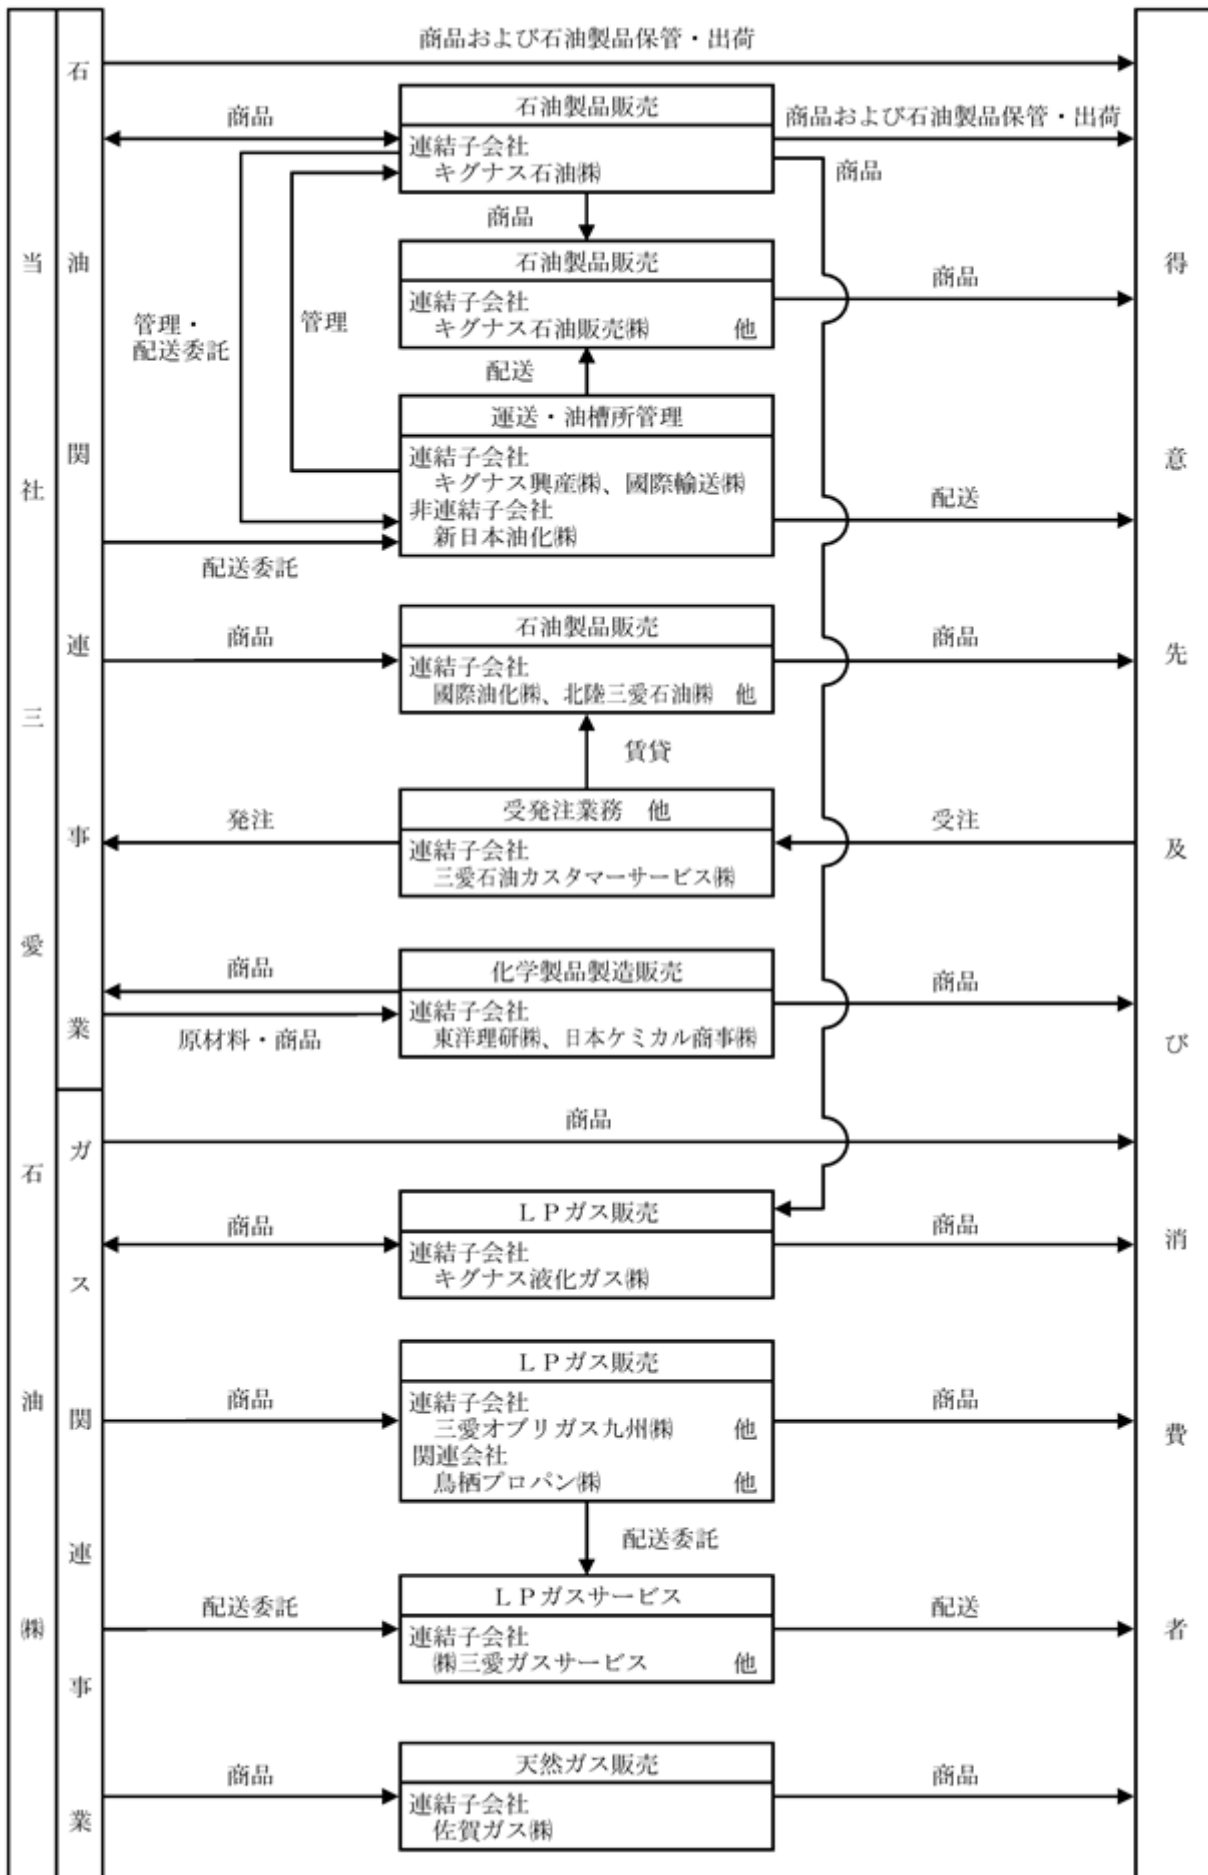 当社三愛石油㈱
石油関連事業
ガス関連事業
得意先及び消費者
商品および石油製品保管・出荷
商品
石油製品販売
連結子会社
キグナス石油㈱
商品および石油製品保管・出荷
商品
商品
石油製品販売
連結子会社
キグナス石油販売㈱ 他
商品
管理・
配送委託
管理
配送
運送・油槽所管理
連結子会社
キグナス興産㈱、國際輸送㈱
非連結子会社
新日本油化㈱
配送
配送委託
商品
石油製品販売
連結子会社
國際油化㈱、北陸三愛石油㈱ 他
商品
賃貸
発注
受発注業務 他
連結子会社
三愛石油カスタマーサービス㈱
受注
商品
原材料・商品
化学製品製造販売
連結子会社
東洋理研㈱、日本ケミカル商事㈱
商品
商品
商品
LPガス販売
連結子会社
キグナス液化ガス㈱
商品
商品
LPガス販売
連結子会社
三愛オブリガス九州㈱ 他
関連会社
鳥栖プロパン㈱ 他
商品
配送委託
配送委託
LPガスサービス
連結子会社
㈱三愛ガスサービス 他
配送
商品
天然ガス販売
連結子会社
佐賀ガス㈱
商品